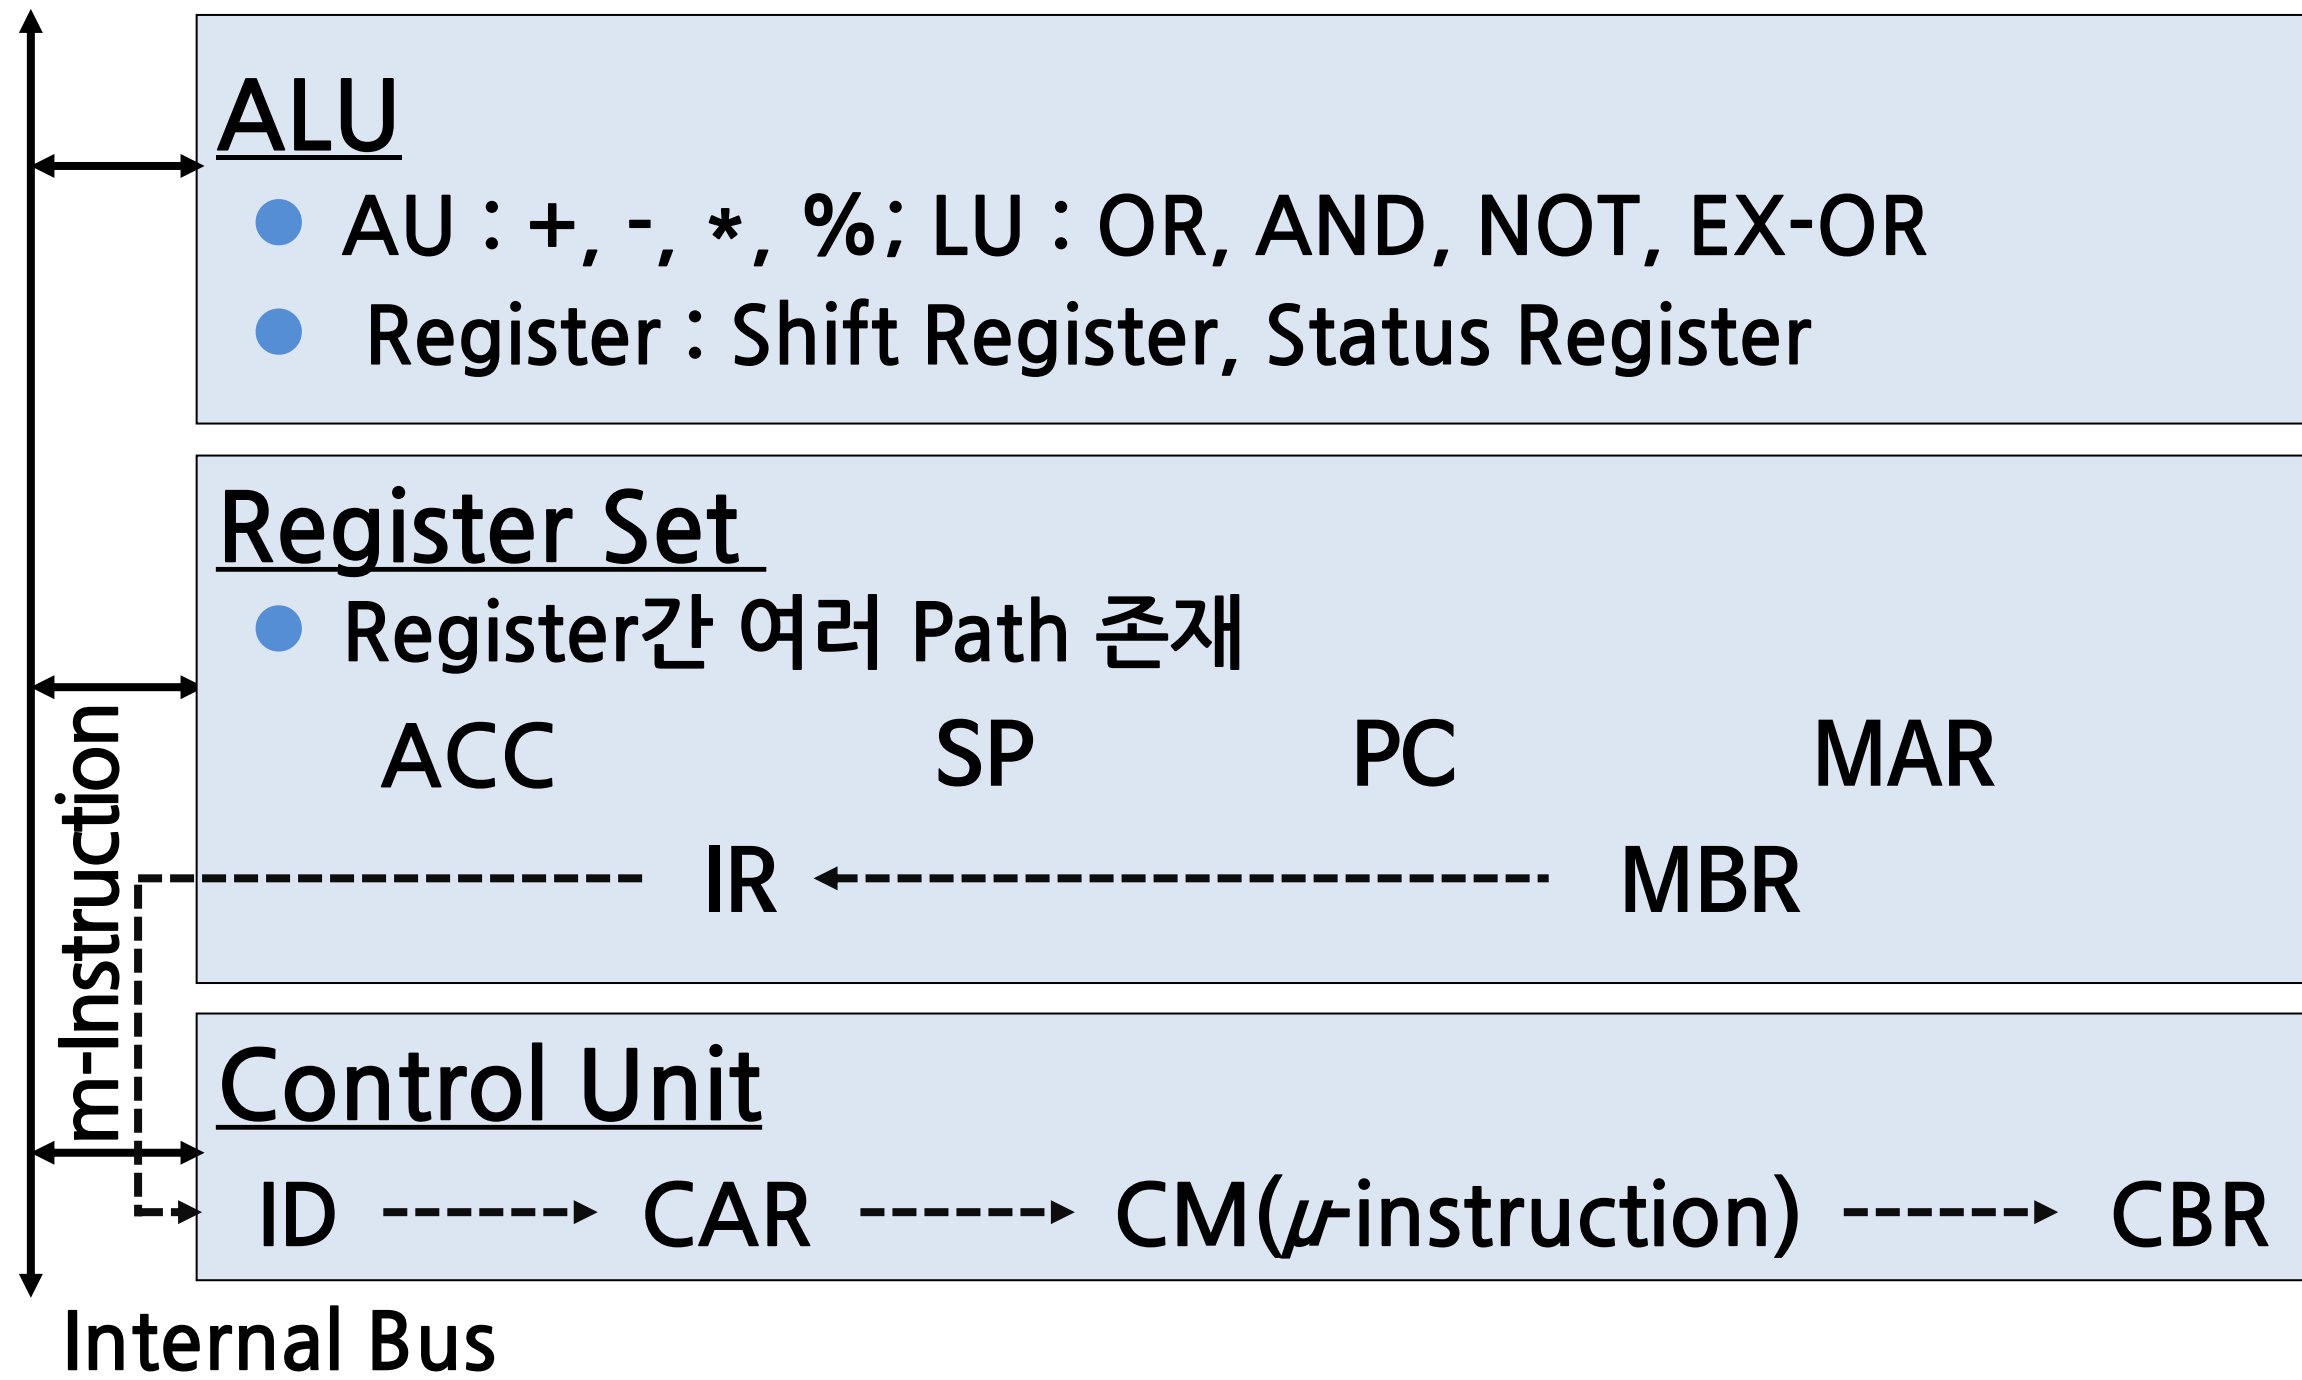 ALU
AU : +, -, *, %; LU : OR, AND, NOT, EX-OR
Register : Shift Register, Status Register
Register Set
Register간 여러 Path 존재
ACC SP PC MAR
IR MBR
m-Instruction
Control Unit
ID CAR CM(μ-instruction) CBR
Internal Bus